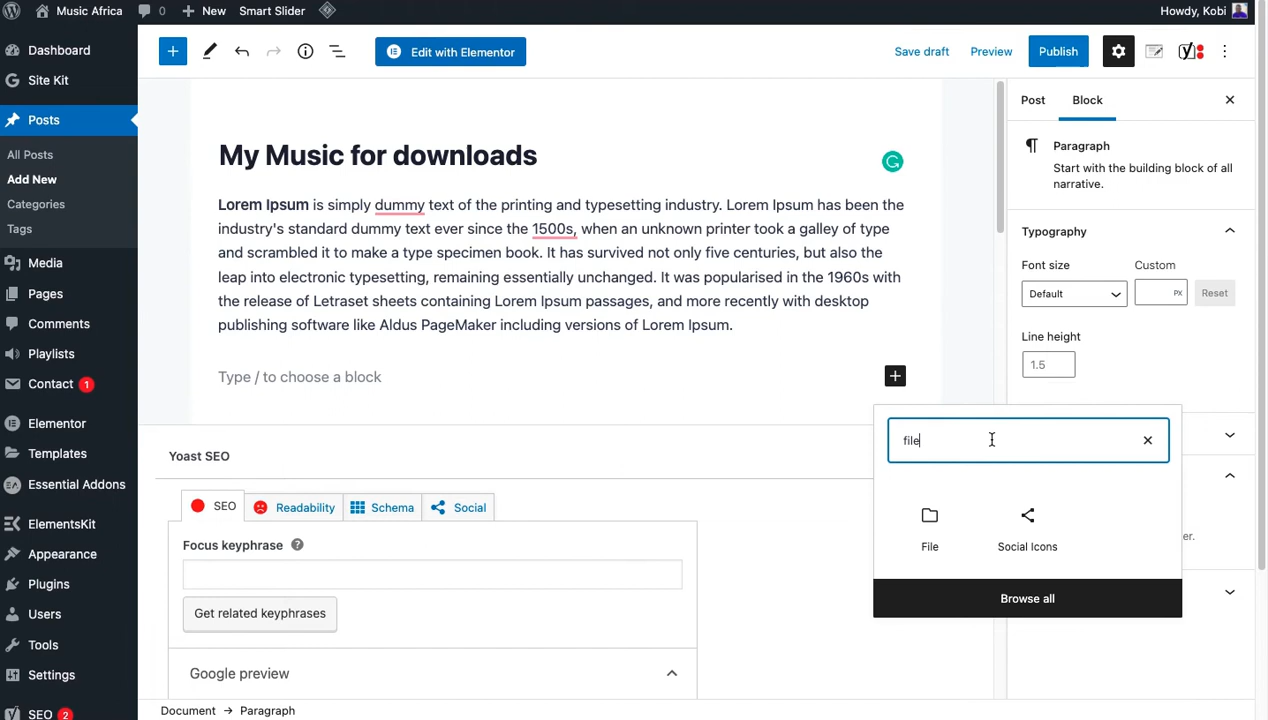 Music Africa
0
New
Smart Slider
Howdy, Kobi
Dashboard
Site Kit
Posts
All Posts
Add New
Categories
Tags
Media
Pages
Comments
Playlists
Contact 1
Elementor
Templates
Essential Addons
ElementsKit
Appearance
Plugins
Users
Tools
Settings
SEO 2
Edit with Elementor
Save draft
Preview
Publish
My Music for downloads
Lorem Ipsum is simply dummy text of the printing and typesetting industry. Lorem Ipsum has been the
industry's standard dummy text ever since the 1500s, when an unknown printer took a galley of type
and scrambled it to make a type specimen book. It has survived not only five centuries, but also the
leap into electronic typesetting, remaining essentially unchanged. It was popularised in the 1960s with
the release of Letraset sheets containing Lorem Ipsum passages, and more recently with desktop
publishing software like Aldus PageMaker including versions of Lorem Ipsum.
Type / to choose a block
Yoast SEO
SEO
Readability
Schema
Social
Focus keyphrase
Get related keyphrases
Google preview
Document → Paragraph
Post
Block
Paragraph
Start with the building block of all
narrative.
Typography
Font size
Custom
Default
PX
Reset
Line height
1.5
file
File
Social Icons
Browse all